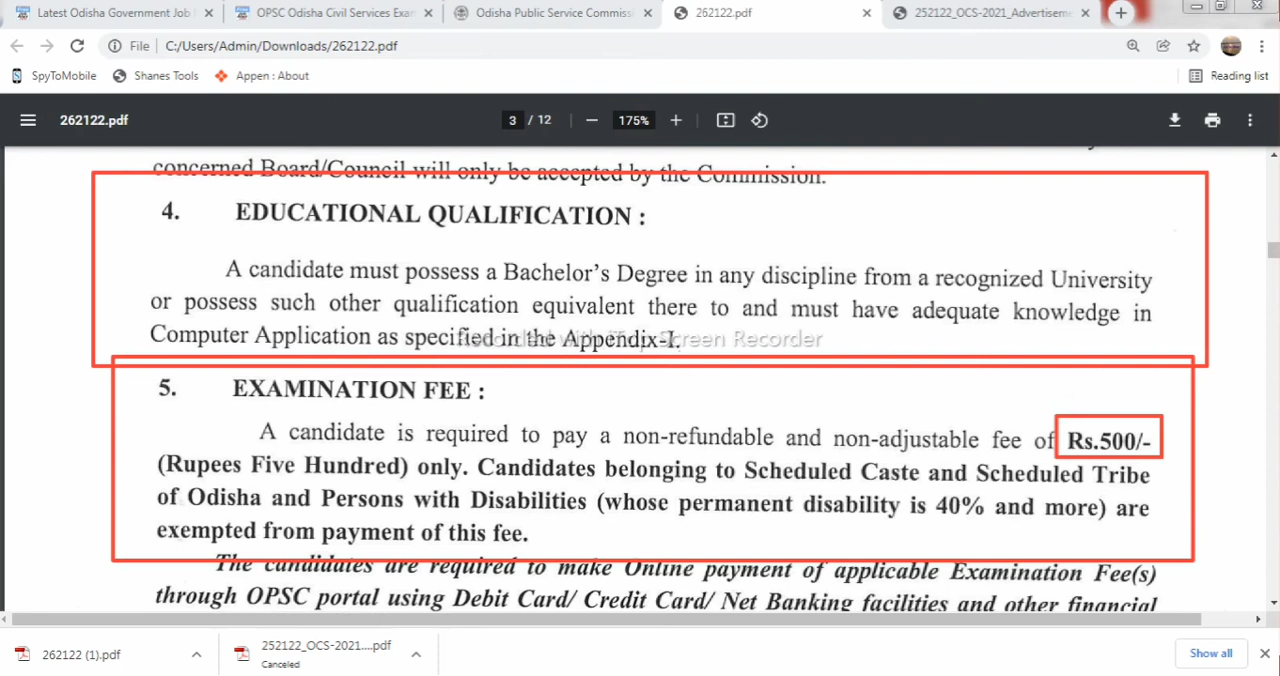 Latest Odisha Government Job
OPSC Odisha Civil Services Exam
Odisha Public Service Commiss
262122.pdf
252122_OCS-2021_Advertiseme
File
C:/Users/Admin/Downloads/262122.pdf
SpyToMobile
Shanes Tools
Appen : About
Reading list
262122.pdf
3 / 12
175%
concerned Board/Council will only be accepted by the Commission.
4. EDUCATIONAL QUALIFICATION :
A candidate must possess a Bachelor's Degree in any discipline from a recognized University
or possess such other qualification equivalent there to and must have adequate knowledge in
Computer Application as specified in the Appendix-I.
Screen Recorder
5. EXAMINATION FEE :
A candidate is required to pay a non-refundable and non-adjustable fee of Rs.500/-
(Rupees Five Hundred) only. Candidates belonging to Scheduled Caste and Scheduled Tribe
of Odisha and Persons with Disabilities (whose permanent disability is 40% and more) are
exempted from payment of this fee.
The candidates are required to make Online payment of applicable Examination Fee(s)
through OPSC portal using Debit Card/ Credit Card/ Net Banking facilities and other financial
262122 (1).pdf
252122_OCS-2021....pdf
Canceled
Show all